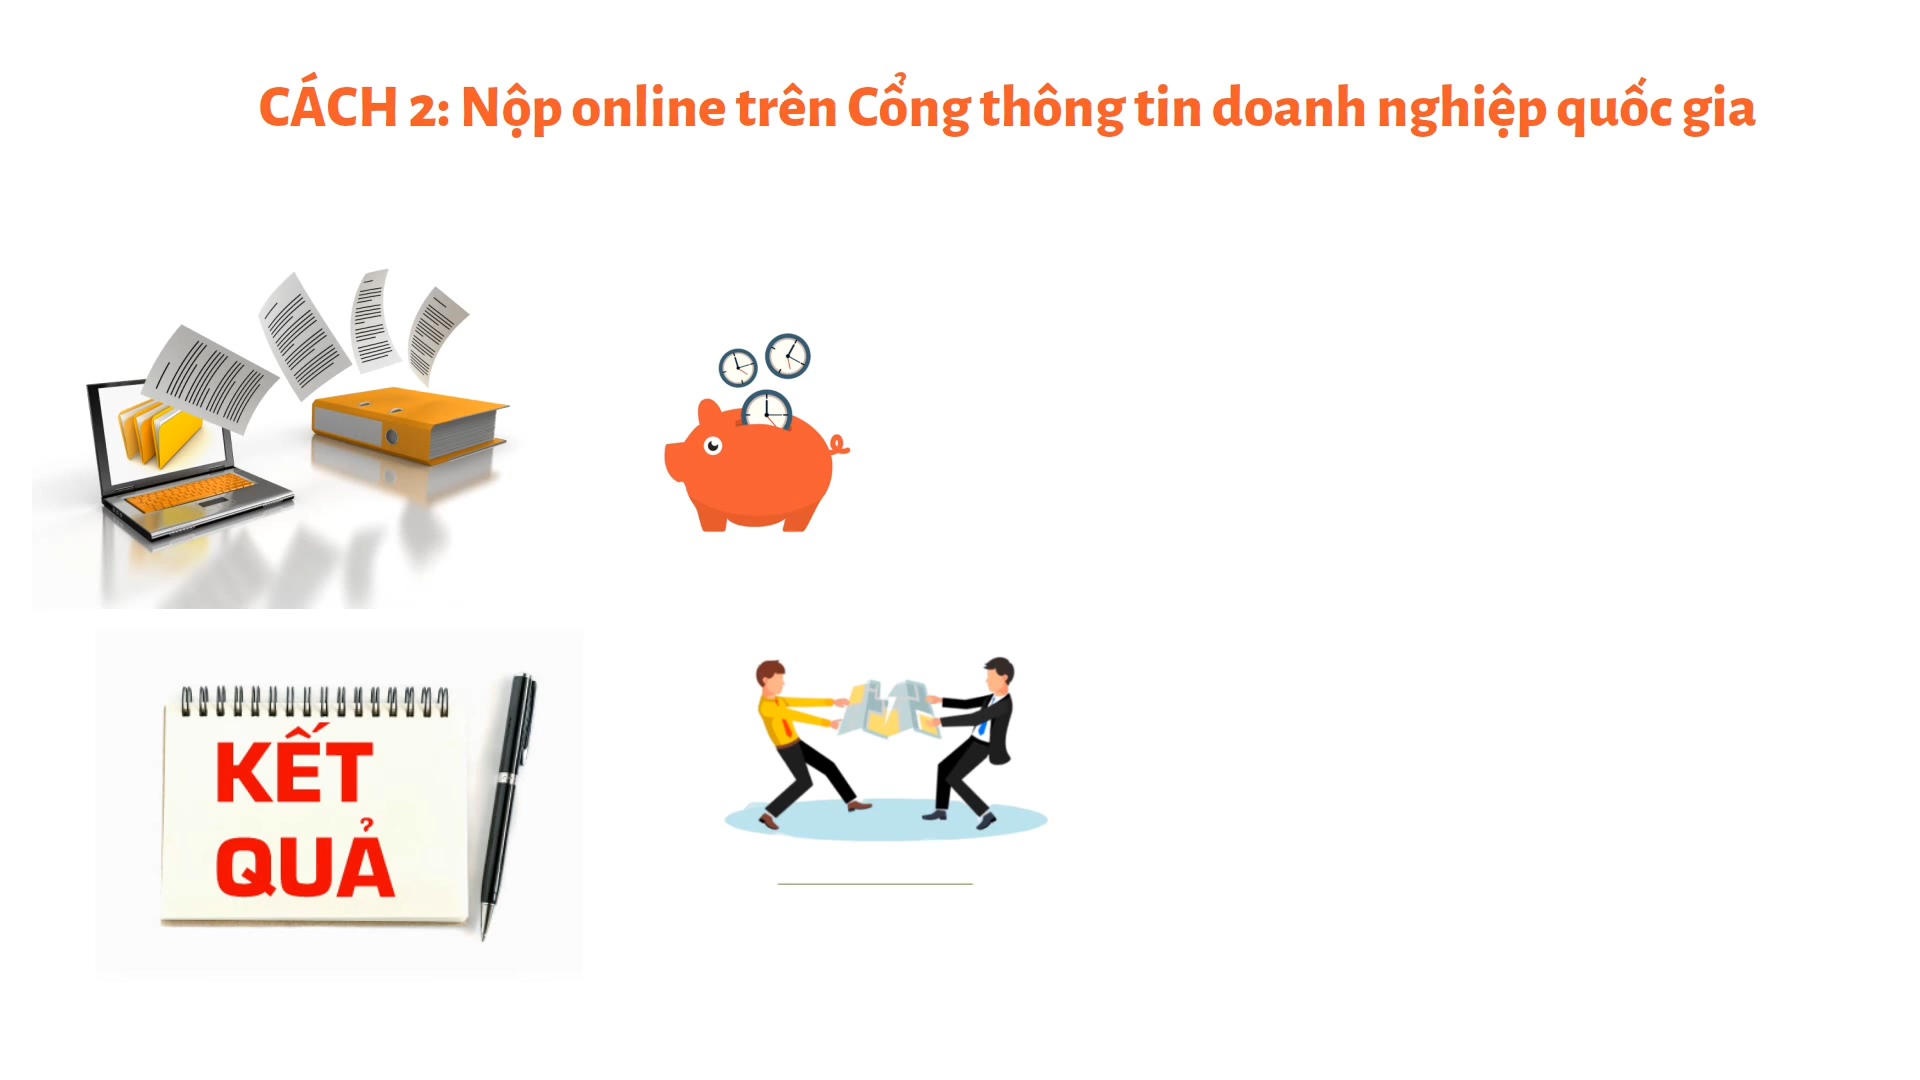 CÁCH 2: Nộp online trên Cổng thông tin doanh nghiệp quốc gia
KẾT
QUẢ